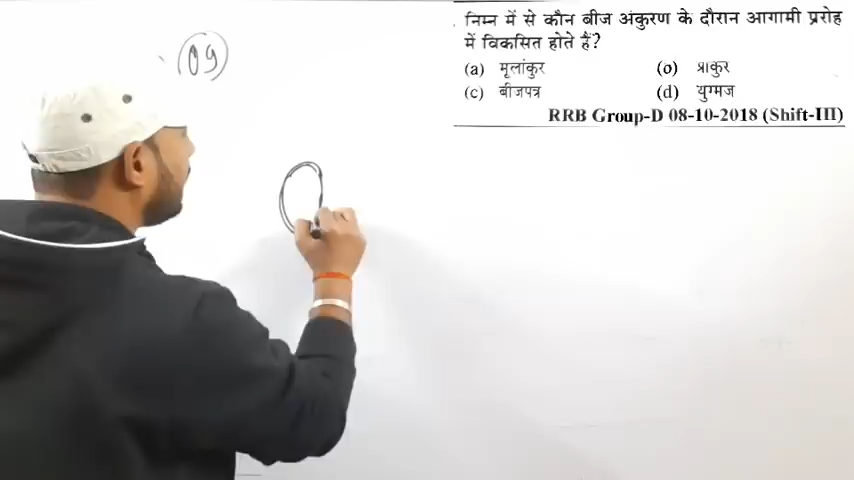 09
निम्न में से कौन बीज अंकुरण के दौरान आगामी प्ररोह
में विकसित होते हैं?
(a) मूलांकुर (o) प्राकुर
(c) बीजपत्र (d) युग्मज
RRB Group-D 08-10-2018 (Shift-III)